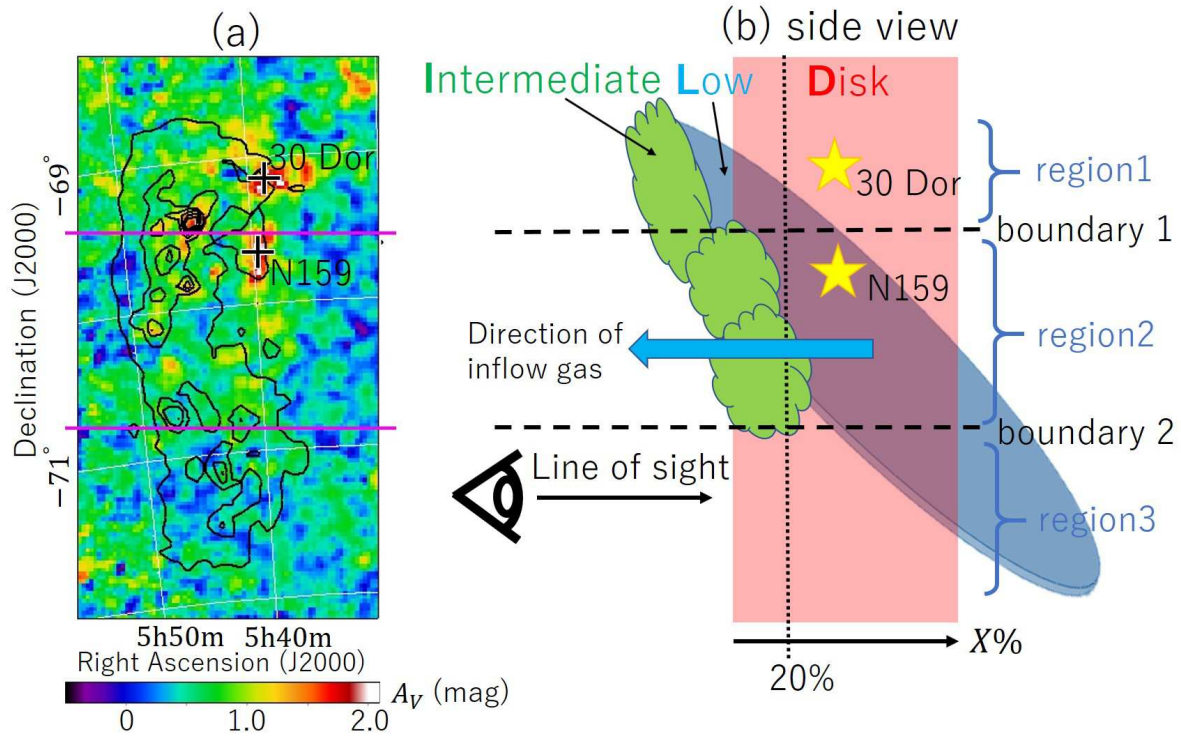 (a)
30 Dor
N159
−69°
−71°
Declination (J2000)
5h50m 5h40m
Right Ascension (J2000)
A_V (mag)
0 1.0 2.0
(b) side view
Intermediate Low Disk
30 Dor
region1
boundary 1
N159
region2
Direction of
inflow gas
boundary 2
Line of sight
region3
X%
20%